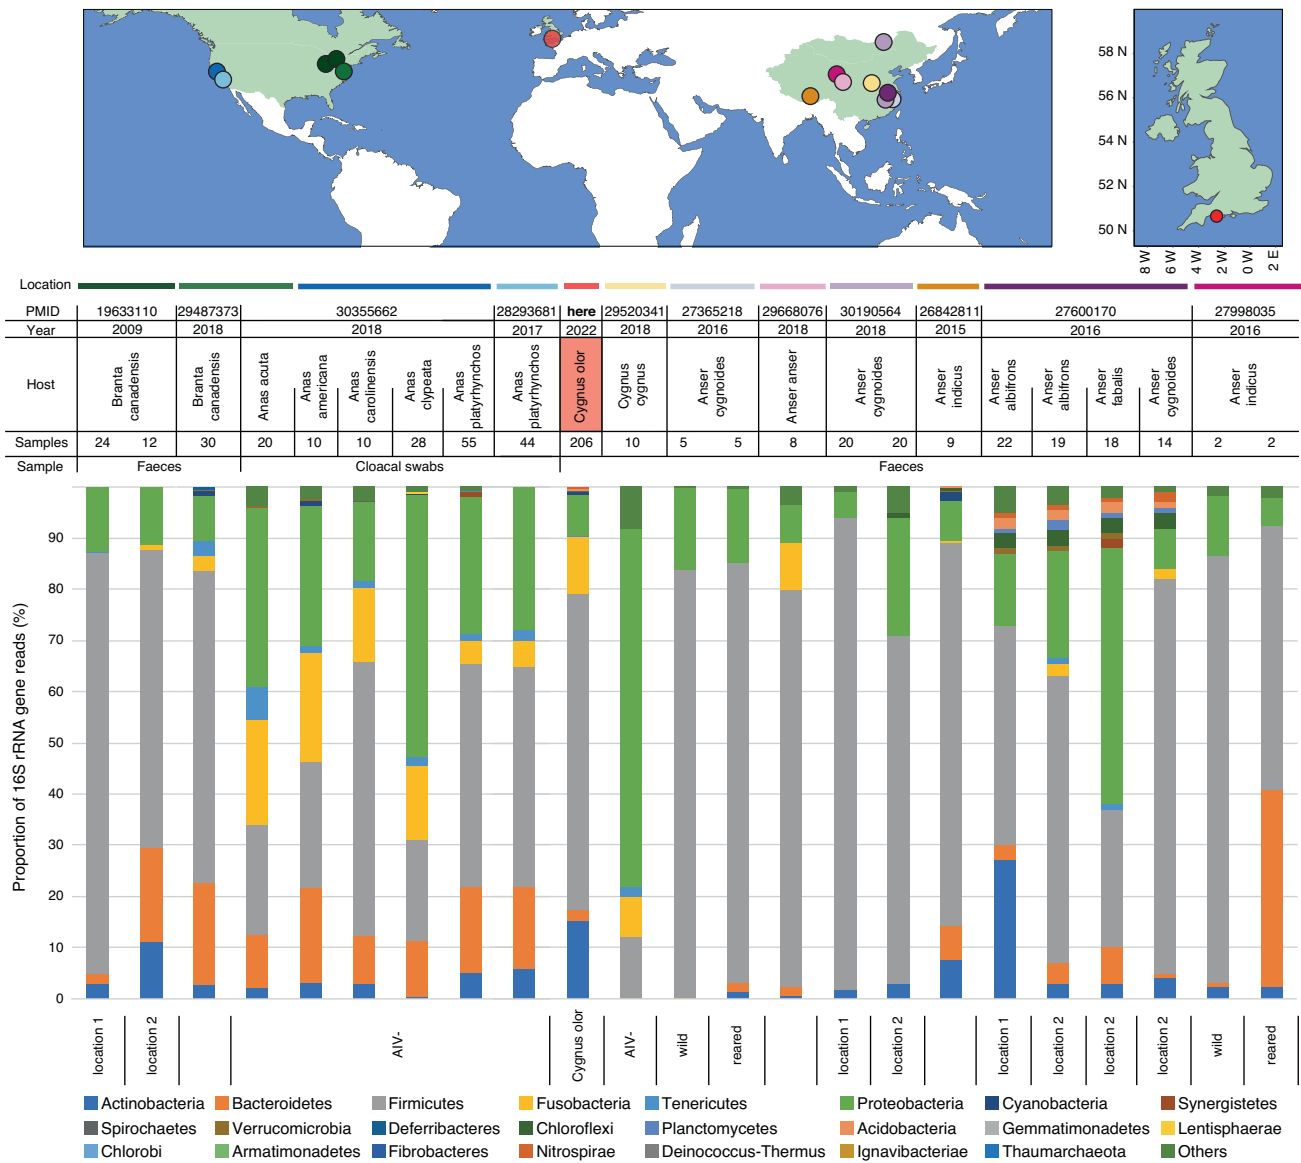 58 N
56 N
54 N
52 N
50 N
8 W
6 W
4 W
2 W
0 W
2 E
Location
PMID 19633110 29487373 30355662 28293681 here 29520341 27365218 29668076 30190564 26842811 27600170 27998035
Year 2009 2018 2018 2017 2022 2018 2016 2018 2018 2015 2016 2016
Host
Branta canadensis
Branta canadensis
Anas acuta
Anas americana
Anas carolinensis
Anas clypeata
Anas platyrhynchos
Anas platyrhynchos
Cygnus olor
Cygnus cygnus
Anser cygnoides
Anser anser
Anser cygnoides
Anser indicus
Anser albifrons
Anser albifrons
Anser fabalis
Anser cygnoides
Anser indicus
Samples 24 12 30 20 10 10 28 55 44 206 10 5 5 8 20 20 9 22 19 18 14 2 2
Sample Faeces Cloacal swabs Faeces
Proportion of 16S rRNA gene reads (%)
90
80
70
60
50
40
30
20
10
0
location 1
location 2
AIV-
Cygnus olor
AIV-
wild
reared
location 1
location 2
location 1
location 2
location 2
location 2
wild
reared
Actinobacteria Bacteroidetes Firmicutes Fusobacteria Tenericutes Proteobacteria Cyanobacteria Synergistetes
Spirochaetes Verrucomicrobia Deferribacteres Chloroflexi Planctomycetes Acidobacteria Gemmatimonadetes Lentisphaerae
Chlorobi Armatimonadetes Fibrobacteres Nitrospirae Deinococcus-Thermus Ignavibacteriae Thaumarchaeota Others